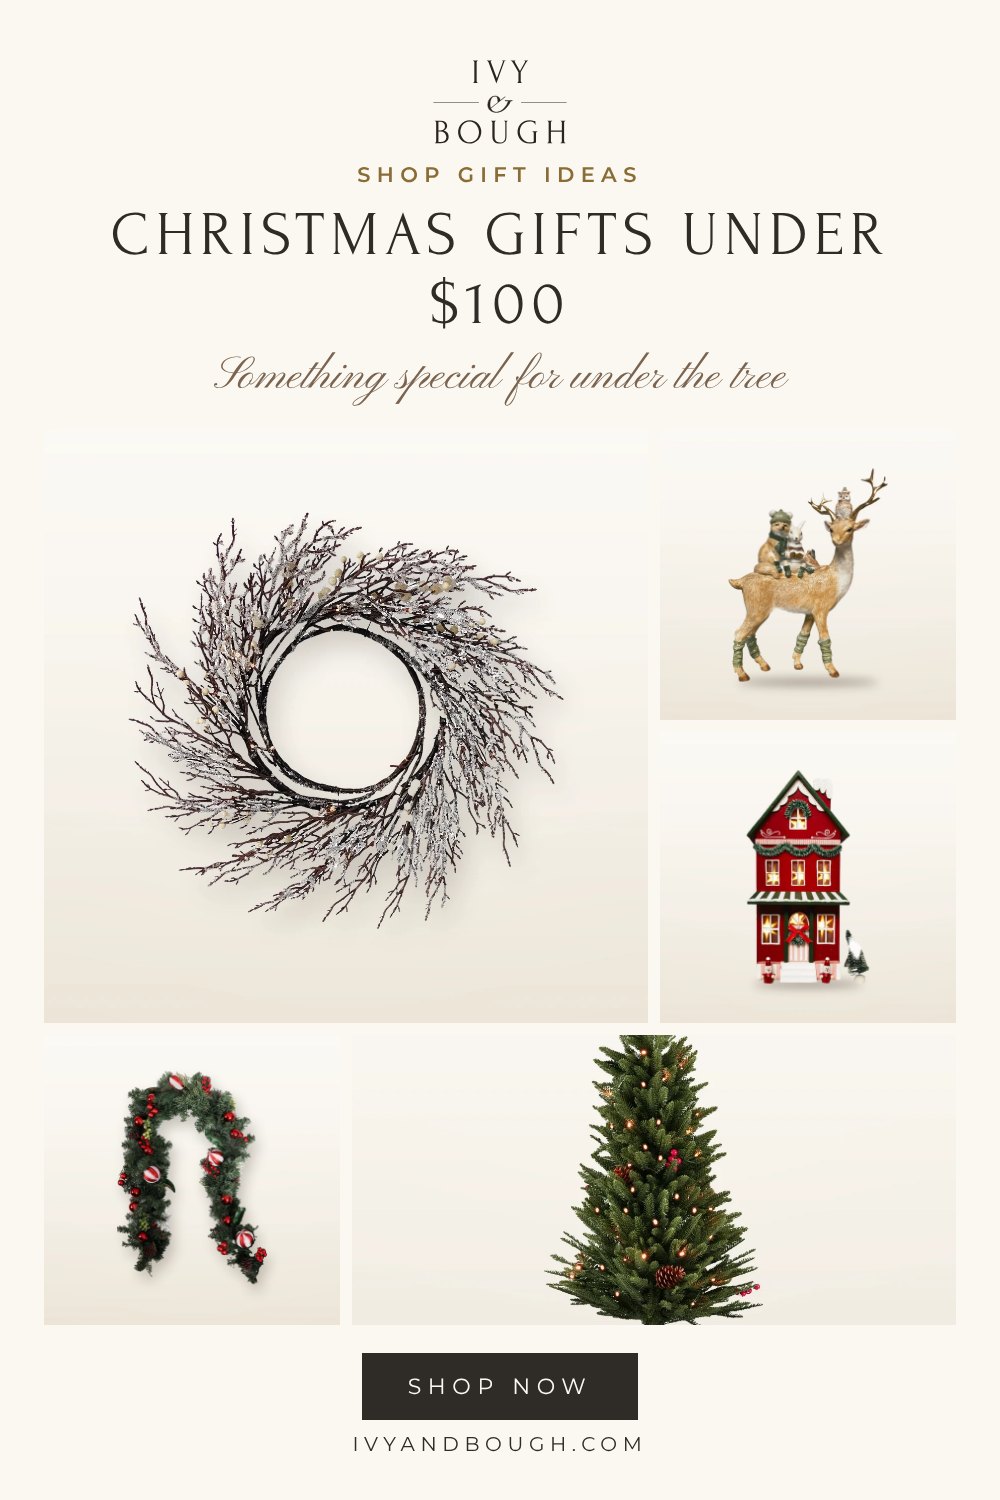 IVY
&
BOUGH
SHOP GIFT IDEAS
CHRISTMAS GIFTS UNDER
$100
Something special for under the tree
SHOP NOW
IVYANDBOUGH.COM